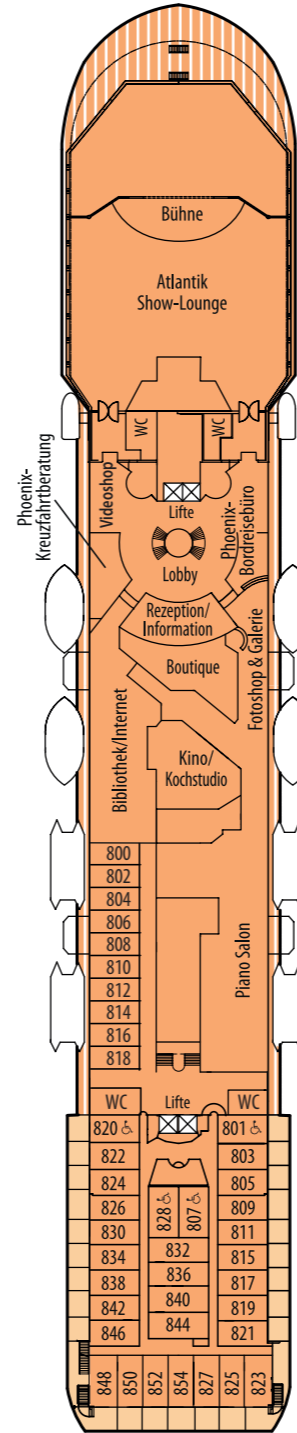 Bühne
Atlantik
Show-Lounge
WC
WC
Videoshop
Lifte
Phoenix-
Kreuzfahrtberatung
Phoenix-
Bordreisebüro
Lobby
Rezeption/
Information
Boutique
Fotoshop & Galerie
Bibliothek/Internet
Kino/
Kochstudio
800
802
804
806
808
810
812
814
816
818
Piano Salon
WC
Lifte
WC
820
801
822
803
824
805
826
809
830
811
834
815
838
817
842
819
846
821
828
807
832
836
840
844
848
850
852
854
827
825
823